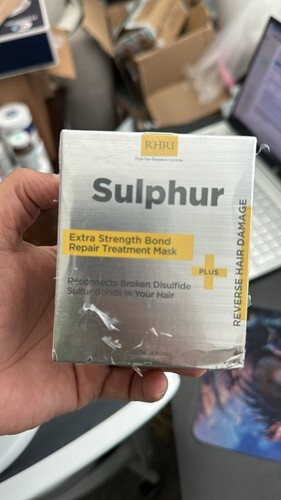 RHRI
Sulphur
Extra Strength Bond
Repair Treatment Mask
PLUS
Reconnects Broken Disulfide
Sulfur Bonds in Your Hair
REVERSE HAIR DAMAGE